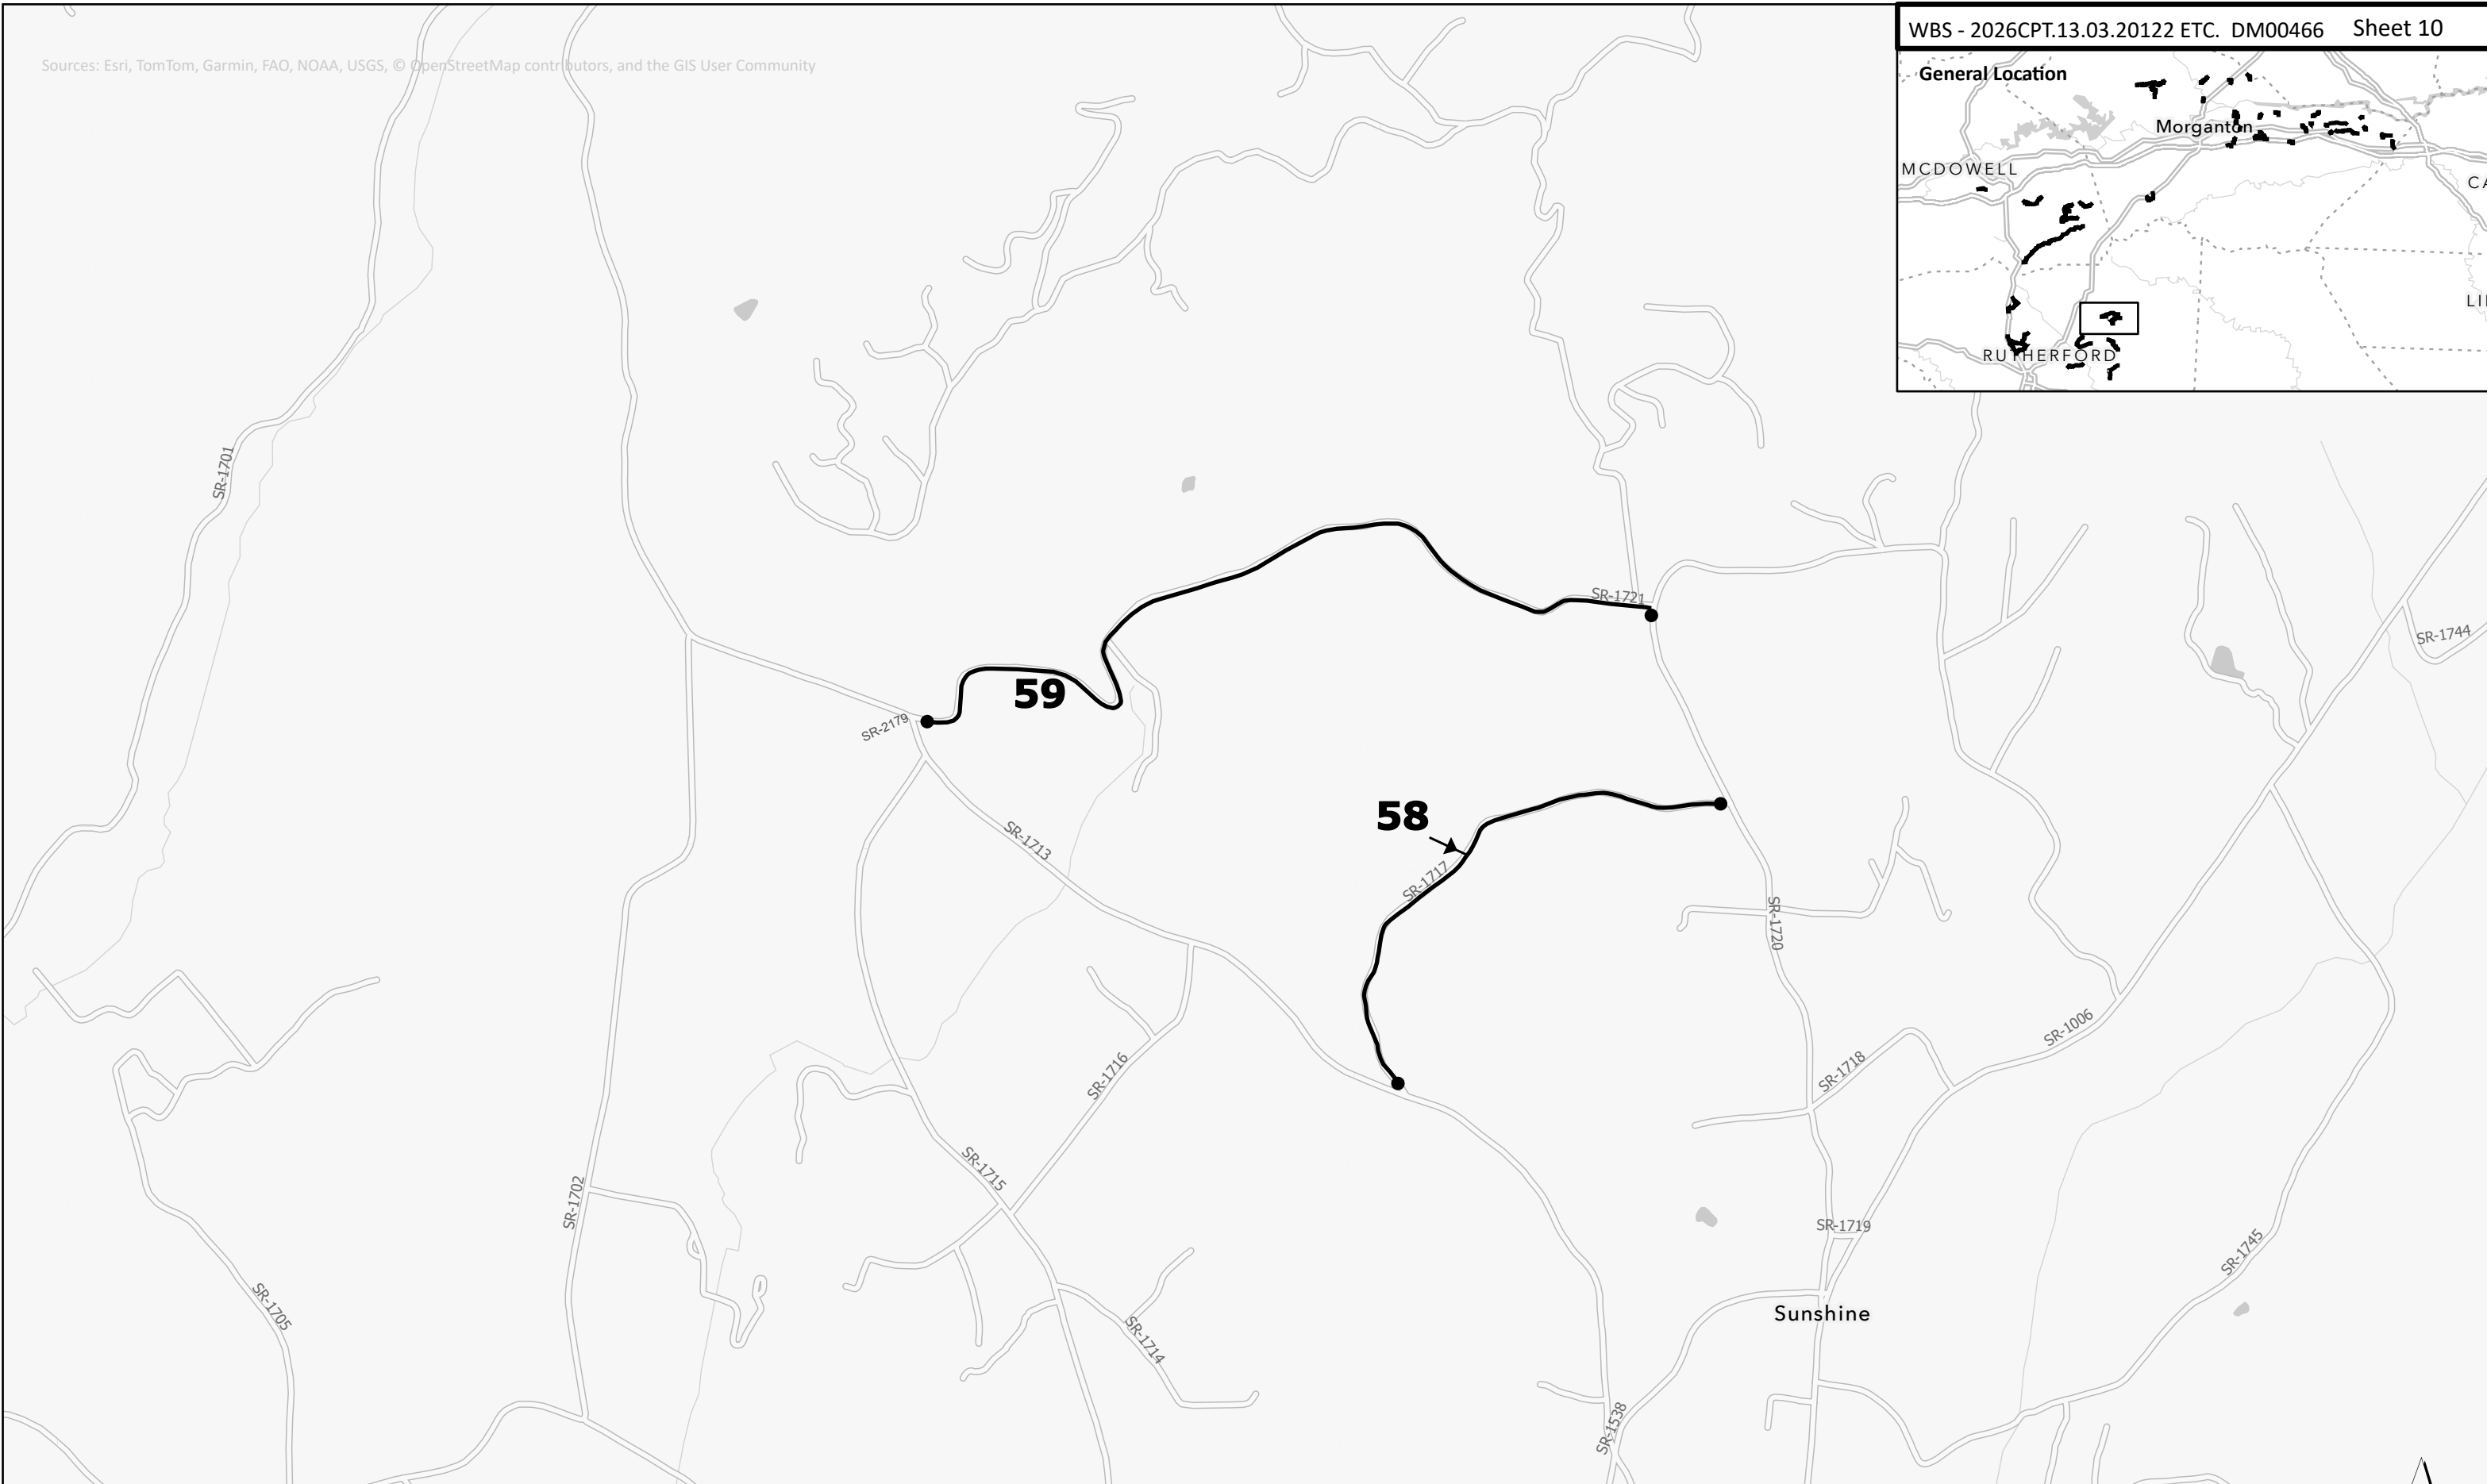 WBS - 2026CPT.13.03.20122 ETC. DM00466 Sheet 10
Sources: Esri, TomTom, Garmin, FAO, NOAA, USGS, © OpenStreetMap contributors, and the GIS User Community
General Location
Morganton
MCDOWELL
CA
LI
RUTHERFORD
SR-1701
SR-1721
SR-1744
59
SR-2179
58
SR-1713
SR-1717
SR-1720
SR-1006
SR-1716
SR-1718
SR-1715
SR-1702
SR-1719
SR-1745
SR-1705
Sunshine
SR-1714
SR-1538